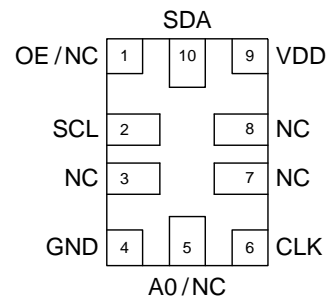 SDA
OE/NC 1 10 9 VDD
SCL 2 8 NC
NC 3 7 NC
GND 4 5 6 CLK
A0/NC